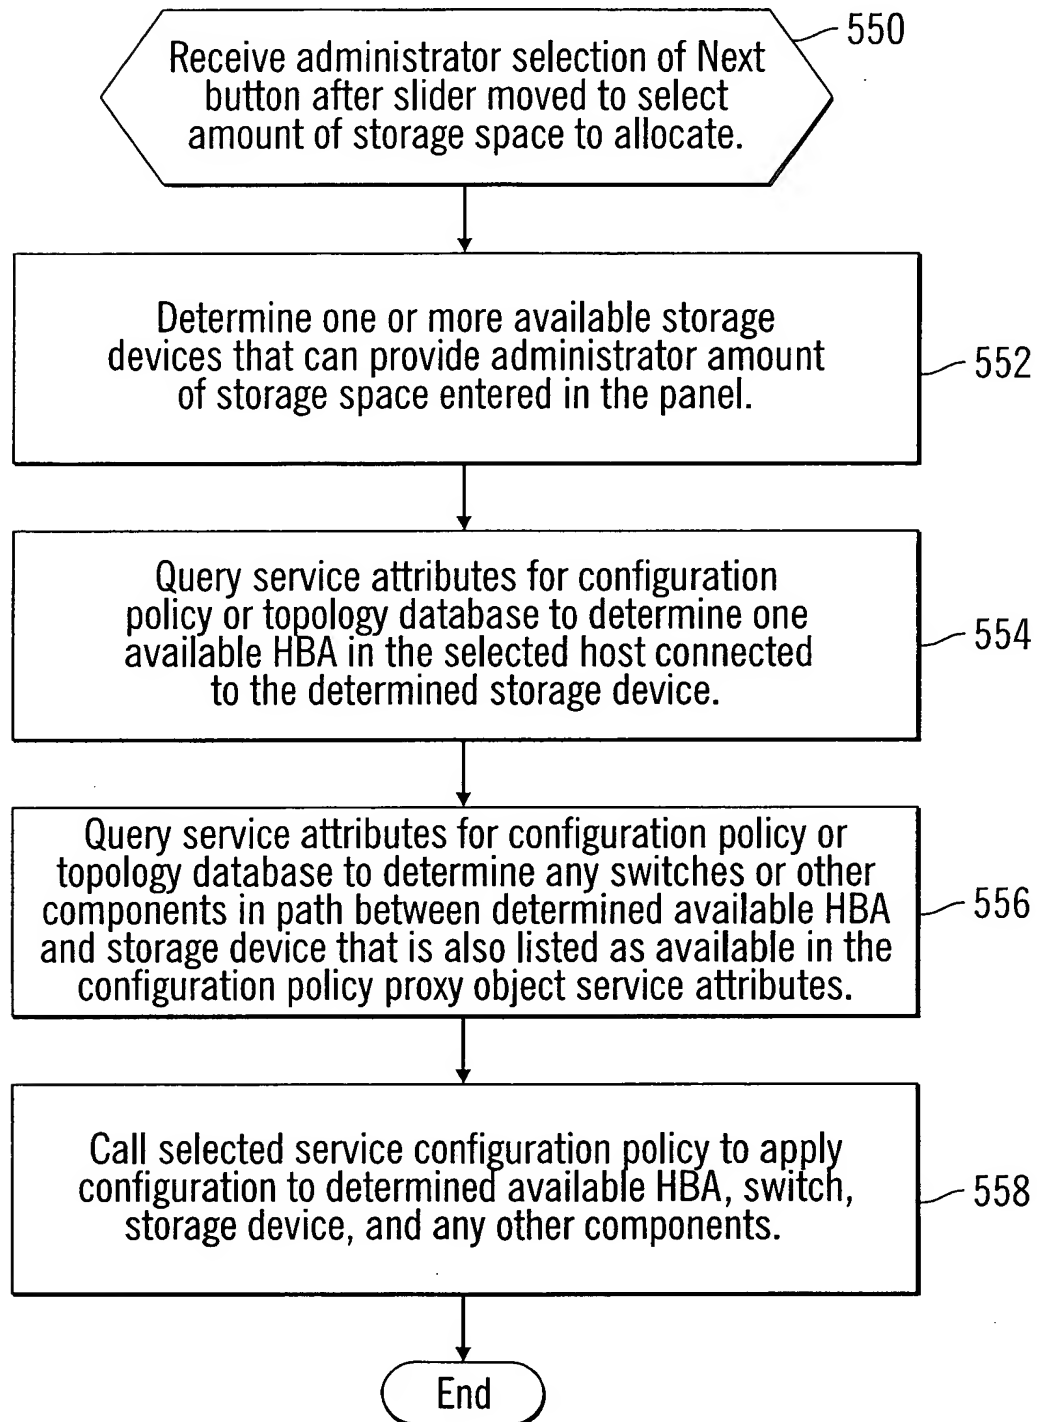 550
Receive administrator selection of Next
button after slider moved to select
amount of storage space to allocate.
Determine one or more available storage
devices that can provide administrator amount
of storage space entered in the panel.
552
Query service attributes for configuration
policy or topology database to determine one
available HBA in the selected host connected
to the determined storage device.
554
Query service attributes for configuration policy or
topology database to determine any switches or other
components in path between determined available HBA
and storage device that is also listed as available in the
configuration policy proxy object service attributes.
556
Call selected service configuration policy to apply
configuration to determined available HBA, switch,
storage device, and any other components.
558
End